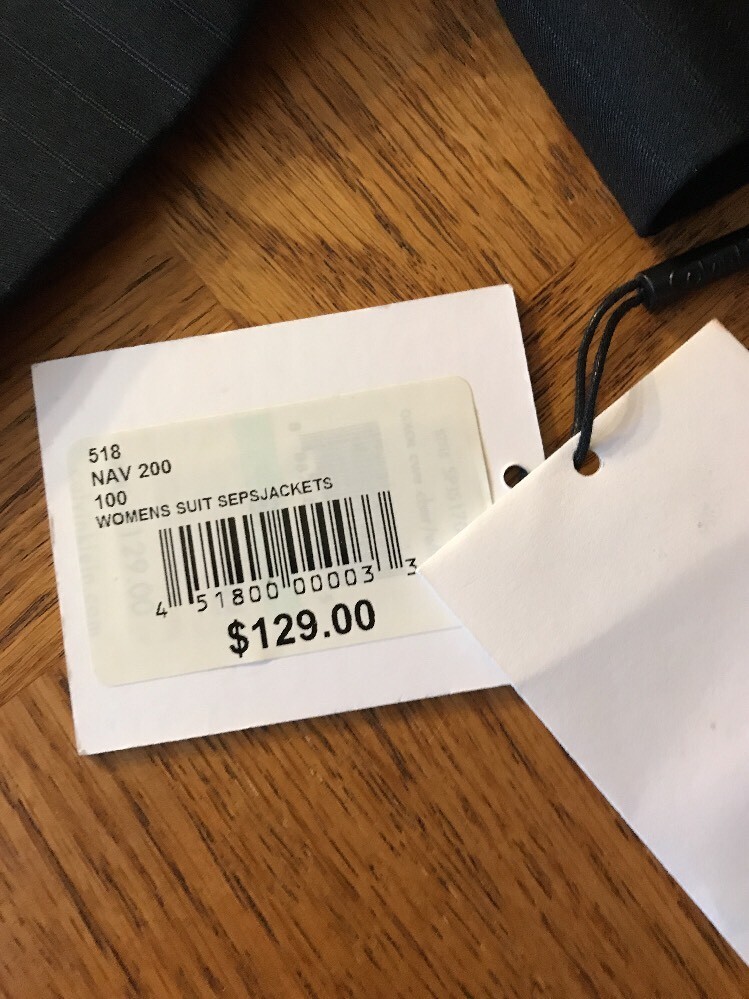 518
NAV 200
100
WOMENS SUIT SEPSJACKETS
4 51800 00003 3
$129.00